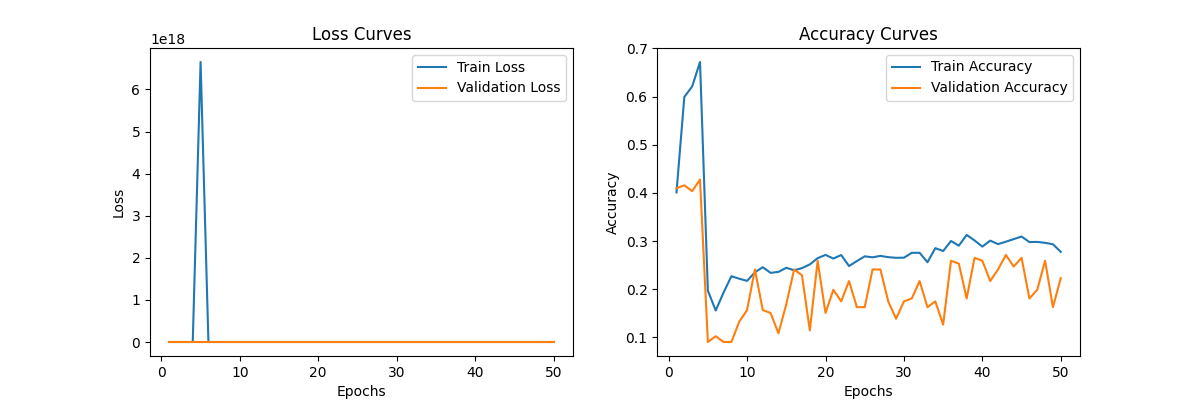 Loss Curves
1e18
Train Loss
Validation Loss
6
5
4
3
2
1
0
Loss
0 10 20 30 40 50
Epochs
Accuracy Curves
Train Accuracy
Validation Accuracy
0.7
0.6
0.5
0.4
0.3
0.2
0.1
Accuracy
0 10 20 30 40 50
Epochs